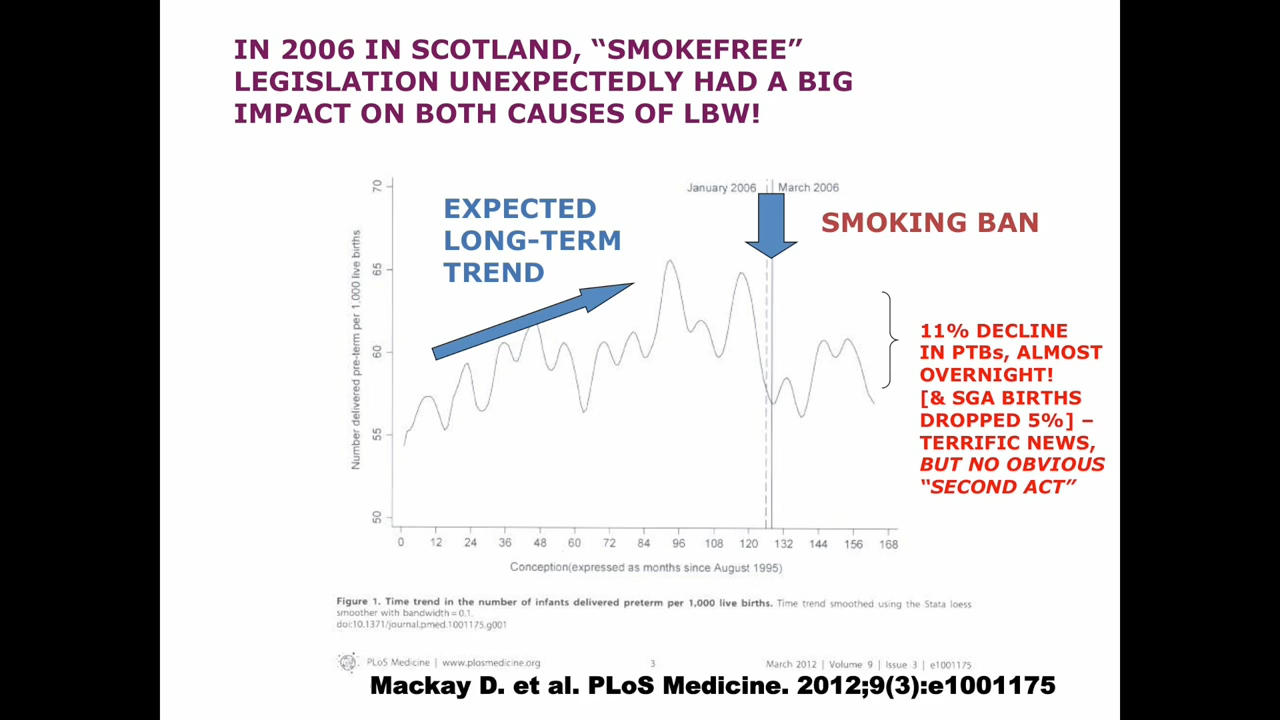 IN 2006 IN SCOTLAND, “SMOKEFREE”
LEGISLATION UNEXPECTEDLY HAD A BIG
IMPACT ON BOTH CAUSES OF LBW!
January 2006
March 2006
EXPECTED
LONG-TERM
TREND
SMOKING BAN
Number delivered pre-term per 1,000 live births
70
65
60
55
50
0 12 24 36 48 60 72 84 96 108 120 132 144 156 168
Conception(expressed as months since August 1995)
11% DECLINE
IN PTBs, ALMOST
OVERNIGHT!
[& SGA BIRTHS
DROPPED 5%] –
TERRIFIC NEWS,
BUT NO OBVIOUS
“SECOND ACT”
Figure 1. Time trend in the number of infants delivered preterm per 1,000 live births. Time trend smoothed using the Stata loess
smoother with bandwidth = 0.1.
doi:10.1371/journal.pmed.1001175.g001
PLoS Medicine | www.plosmedicine.org 3 March 2012 | Volume 9 | Issue 3 | e1001175
Mackay D. et al. PLoS Medicine. 2012;9(3):e1001175